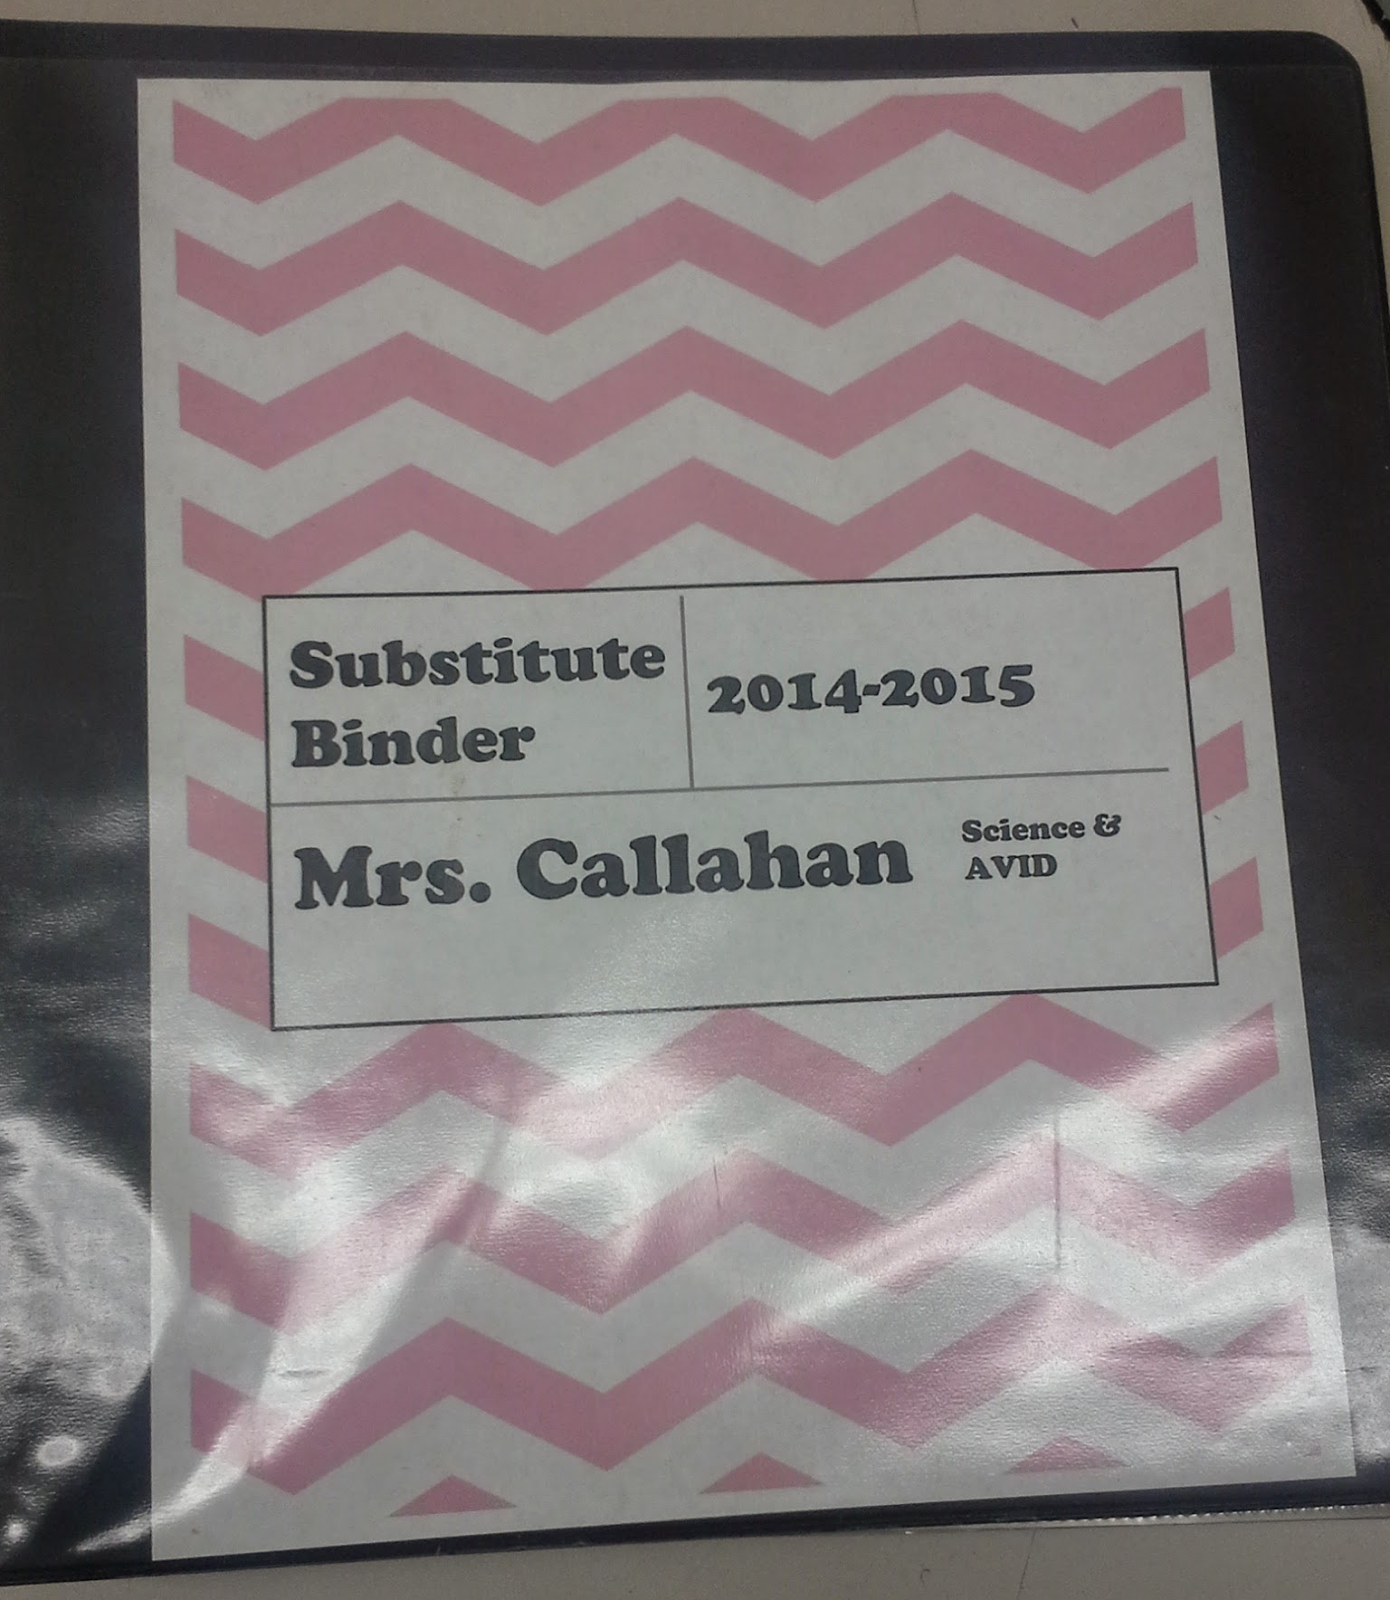 Substitute
Binder
2014-2015
Mrs. Callahan
Science &
AVID